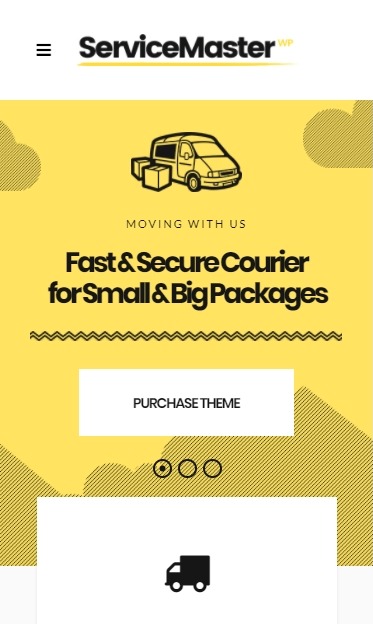 ServiceMaster WP
MOVING WITH US
Fast & Secure Courier
for Small & Big Packages
PURCHASE THEME